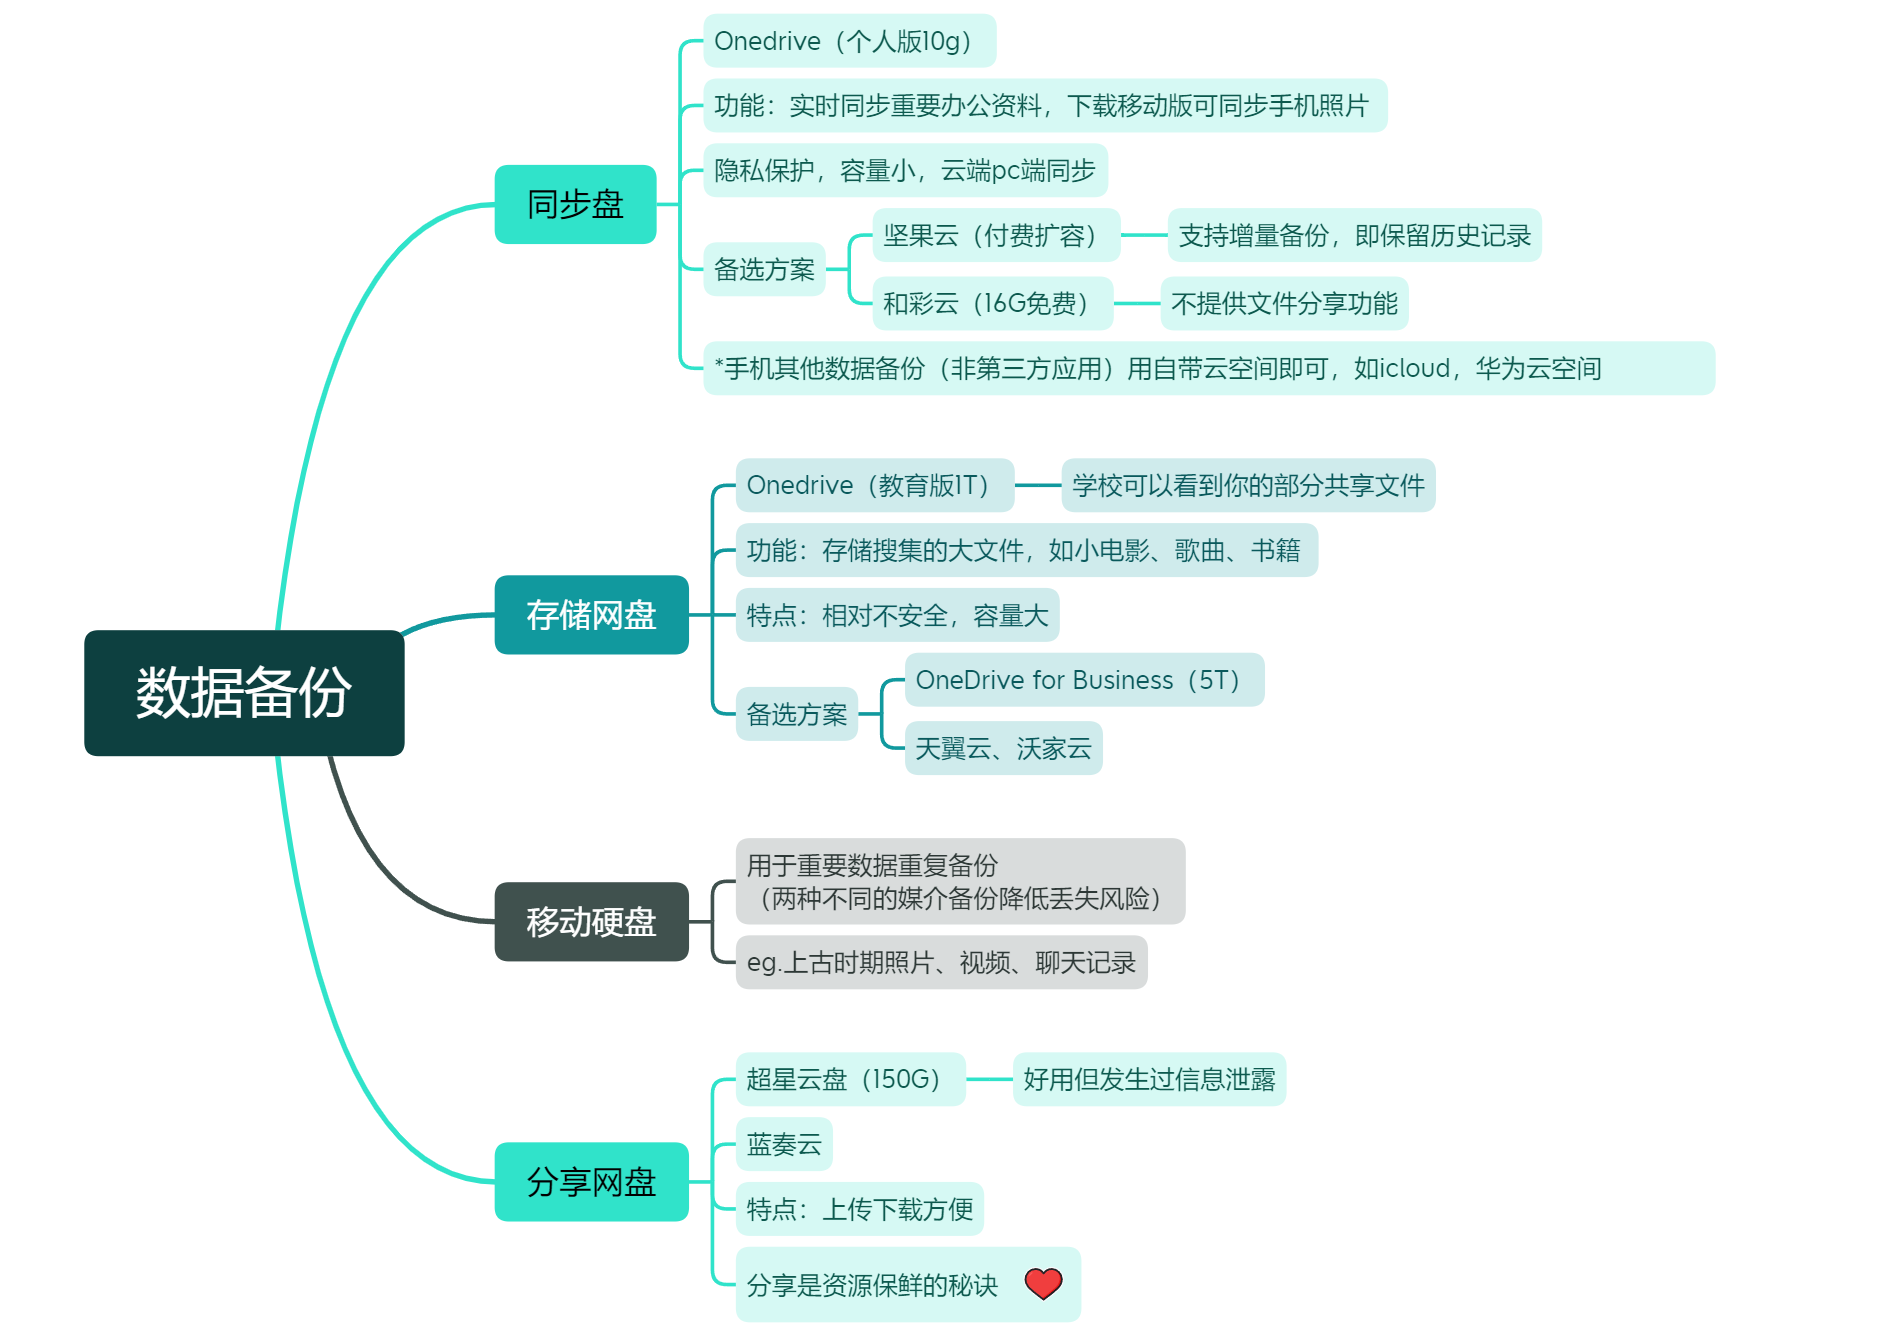 数据备份
同步盘
Onedrive（个人版10g）
功能：实时同步重要办公资料，下载移动版可同步手机照片
隐私保护，容量小，云端pc端同步
备选方案
坚果云（付费扩容）
支持增量备份，即保留历史记录
和彩云（16G免费）
不提供文件分享功能
*手机其他数据备份（非第三方应用）用自带云空间即可，如icloud，华为云空间
存储网盘
Onedrive（教育版1T）
学校可以看到你的部分共享文件
功能：存储搜集的大文件，如小电影、歌曲、书籍
特点：相对不安全，容量大
备选方案
OneDrive for Business（5T）
天翼云、沃家云
移动硬盘
用于重要数据重复备份
（两种不同的媒介备份降低丢失风险）
eg.上古时期照片、视频、聊天记录
分享网盘
超星云盘（150G）
好用但发生过信息泄露
蓝奏云
特点：上传下载方便
分享是资源保鲜的秘诀